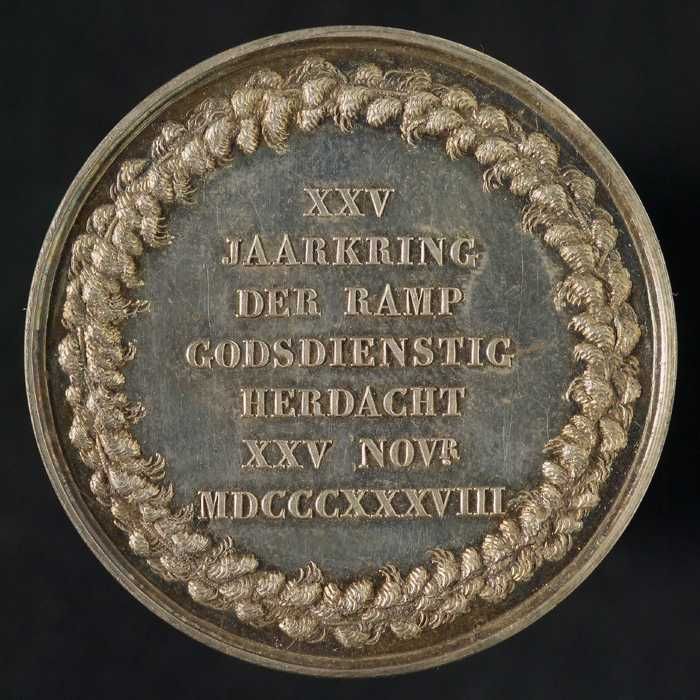 XXV
JAARKRING
DER RAMP
GODSDIENSTIG
HERDACHT
XXV NOVR
MDCCCXXXVIII